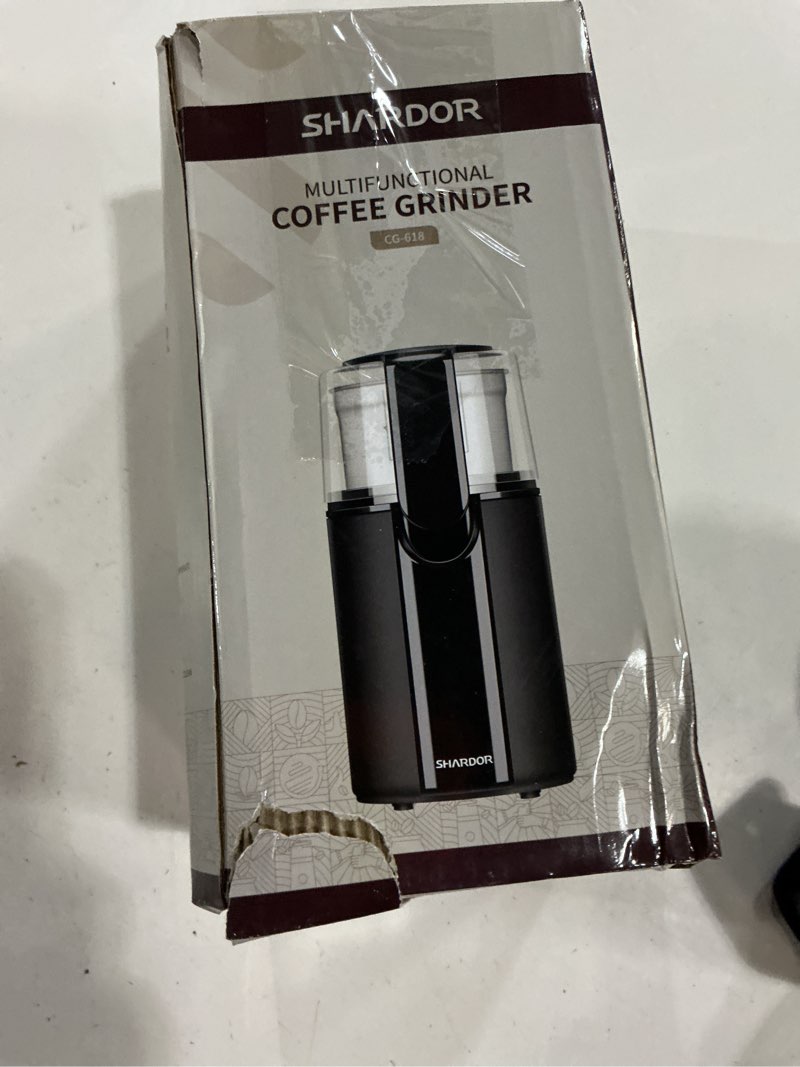 SHARDOR
MULTIFUNCTIONAL
COFFEE GRINDER
CG-618
SHARDOR